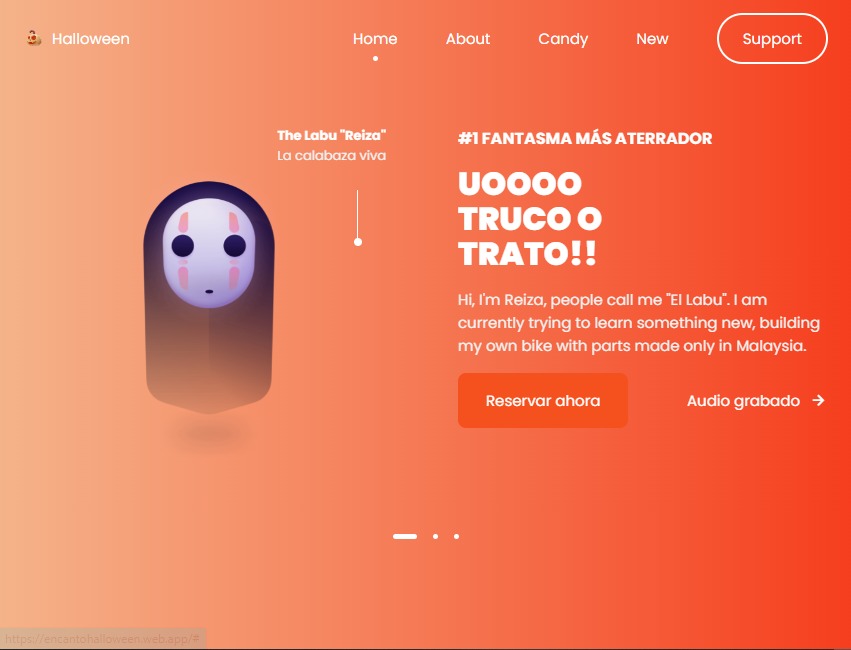 Halloween
Home
About
Candy
New
Support
The Labu "Reiza"
La calabaza viva
#1 FANTASMA MÁS ATERRADOR
UOOOO
TRUCO O
TRATO!!
Hi, I'm Reiza, people call me "El Labu". I am
currently trying to learn something new, building
my own bike with parts made only in Malaysia.
Reservar ahora
Audio grabado
https://encantohalloween.web.app/#